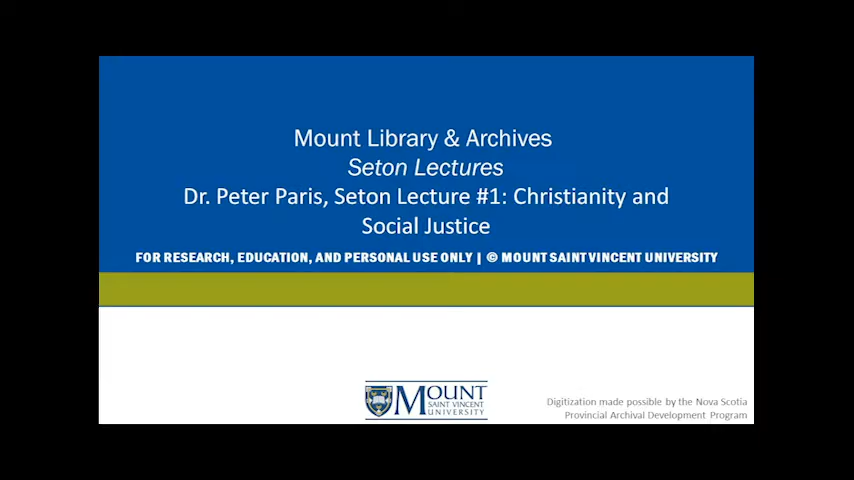 Mount Library & Archives
Seton Lectures
Dr. Peter Paris, Seton Lecture #1: Christianity and
Social Justice
FOR RESEARCH, EDUCATION, AND PERSONAL USE ONLY | © MOUNT SAINT VINCENT UNIVERSITY
MOUNT
SAINT VINCENT
UNIVERSITY
Digitization made possible by the Nova Scotia
Provincial Archival Development Program